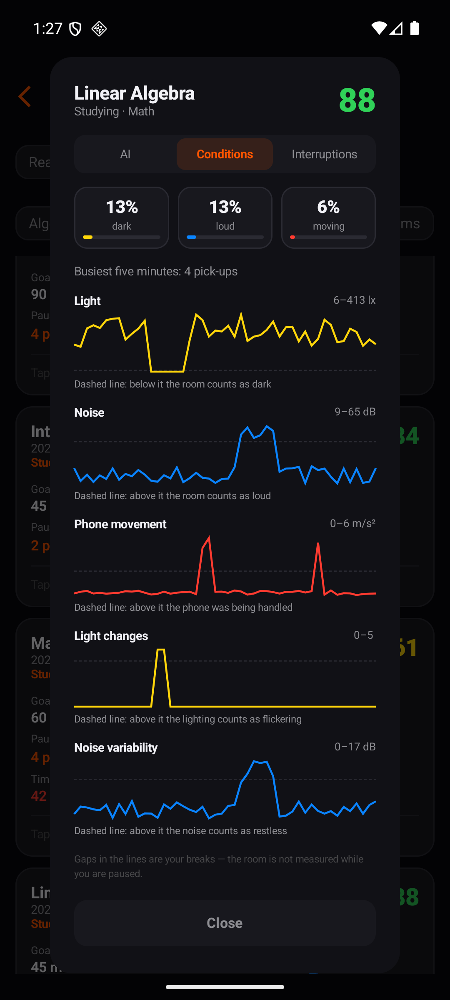 1:27
Linear Algebra
88
Studying · Math
AI
Conditions
Interruptions
13%
dark
13%
loud
6%
moving
Busiest five minutes: 4 pick-ups
Light
6–413 lx
Dashed line: below it the room counts as dark
Noise
9–65 dB
Dashed line: above it the room counts as loud
Phone movement
0–6 m/s²
Dashed line: above it the phone was being handled
Light changes
0–5
Dashed line: above it the lighting counts as flickering
Noise variability
0–17 dB
Dashed line: above it the noise counts as restless
Gaps in the lines are your breaks — the room is not measured while
you are paused.
Close
90
45
60
42
45